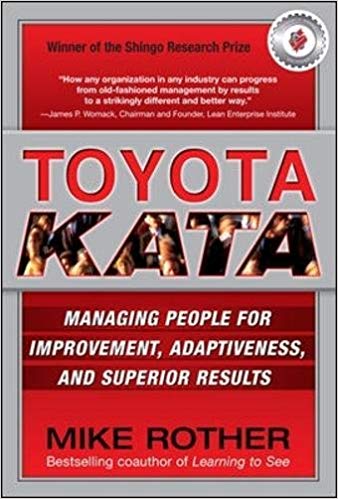 Winner of the Shingo Research Prize
"How any organization in any industry can progress
from old-fashioned management by results
to a strikingly different and better way."
—James P. Womack, Chairman and Founder, Lean Enterprise Institute
TOYOTA
KATA
MANAGING PEOPLE FOR
IMPROVEMENT, ADAPTIVENESS,
AND SUPERIOR RESULTS
MIKE ROTHER
Bestselling coauthor of Learning to See